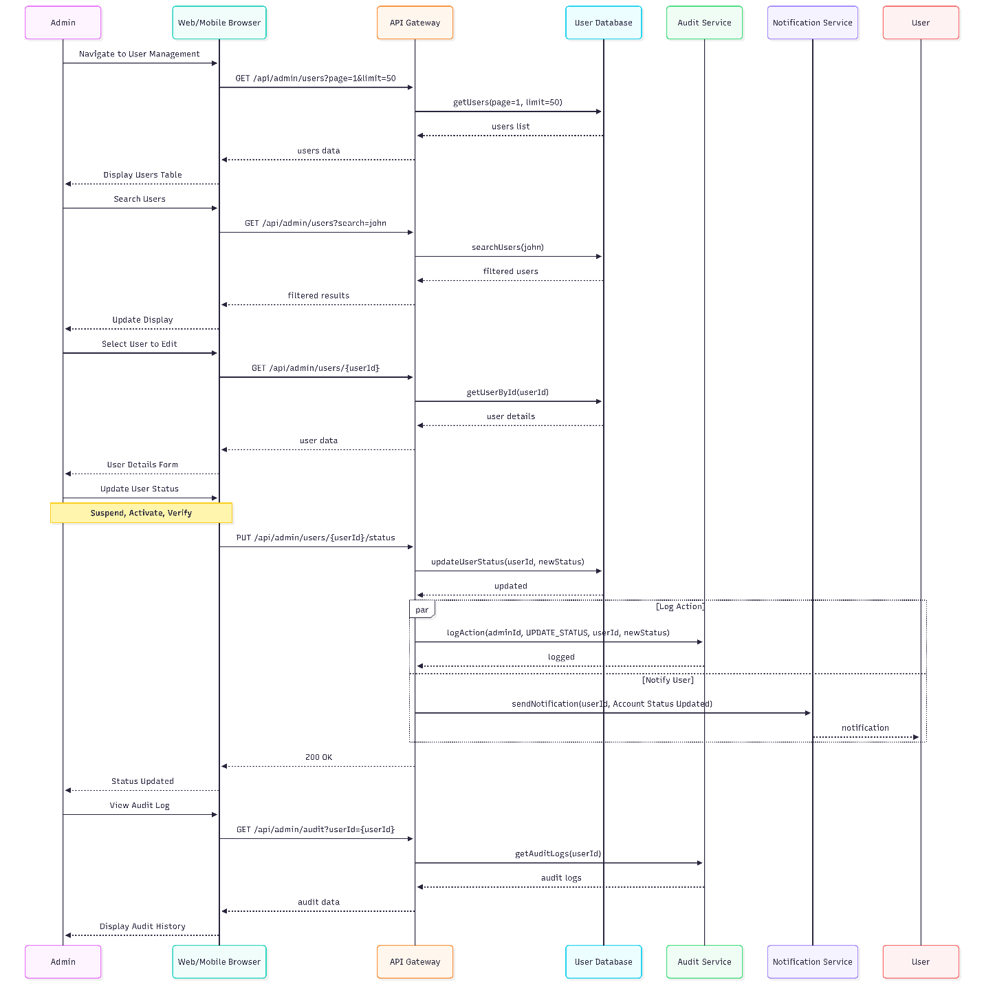 Admin
Web/Mobile Browser
API Gateway
User Database
Audit Service
Notification Service
User
Navigate to User Management
GET /api/admin/users?page=1&limit=50
getUsers(page=1, limit=50)
users list
users data
Display Users Table
Search Users
GET /api/admin/users?search=john
searchUsers(john)
filtered users
filtered results
Update Display
Select User to Edit
GET /api/admin/users/{userId}
getUserById(userId)
user details
user data
User Details Form
Update User Status
Suspend, Activate, Verify
PUT /api/admin/users/{userId}/status
updateUserStatus(userId, newStatus)
updated
par
[Log Action]
logAction(adminId, UPDATE_STATUS, userId, newStatus)
logged
[Notify User]
sendNotification(userId, Account Status Updated)
notification
200 OK
Status Updated
View Audit Log
GET /api/admin/audit?userId={userId}
getAuditLogs(userId)
audit logs
audit data
Display Audit History
Admin
Web/Mobile Browser
API Gateway
User Database
Audit Service
Notification Service
User